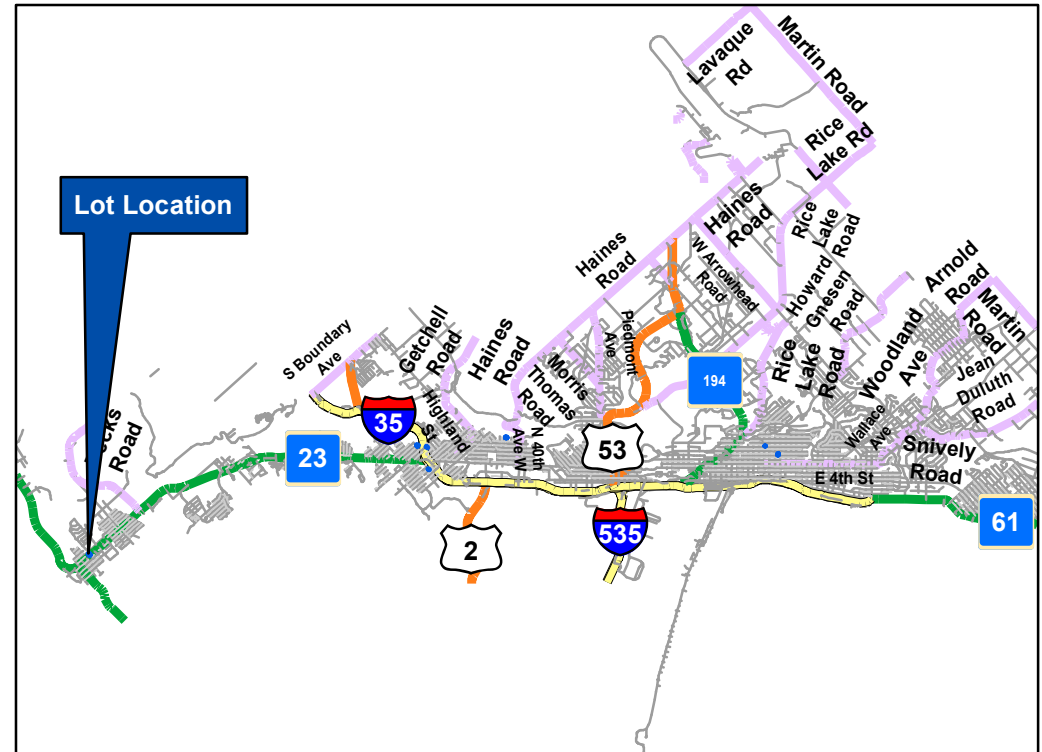 Lavaque
Rd
Martin Road
Rice
Lake Rd
Lot Location
Haines
Road
Haines
Road
W Arrowhead
Road
Rice
Lake
Road
Howard
Gnesen
Road
Arnold
Road
Martin
Road
S Boundary
Ave
Getchell
Road
Haines
Road
Piedmont
Ave
Morris
Thomas
Road
Rice
Lake
Road
Woodland
Ave
Jean
Duluth
Road
194
35
Highland
St
N 40th
Ave W
53
Wallace
Ave
Snively
Road
E 4th St
Road
23
2
535
61